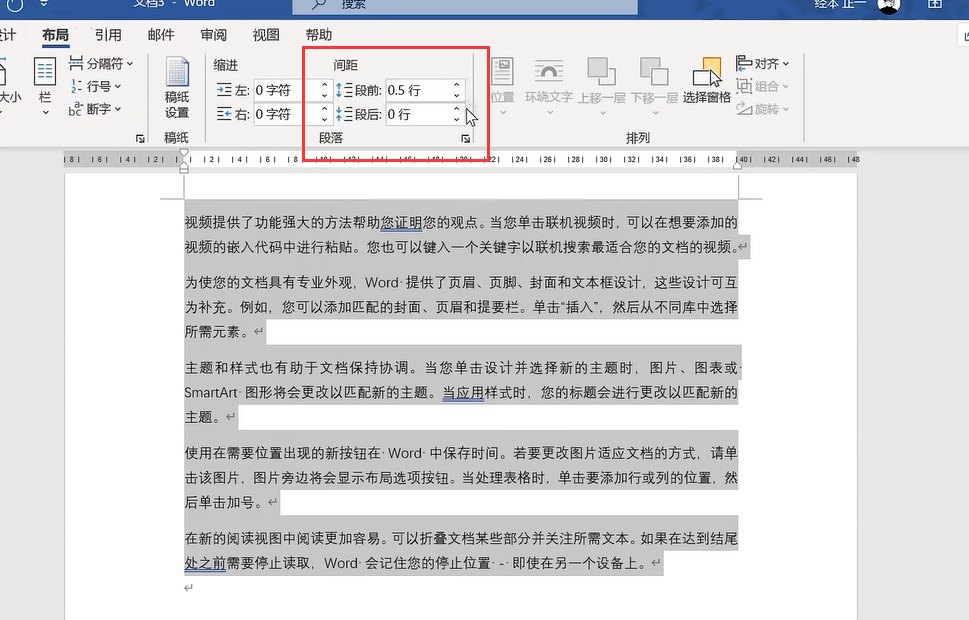 文档3 - Word
搜索
绘本 正一
设计 布局 引用 邮件 审阅 视图 帮助
大小
栏
分隔符
行号
断字
稿纸
设置
稿纸
缩进
左: 0 字符
右: 0 字符
间距
段前: 0.5 行
段后: 0 行
段落
位置
环绕文字
上移一层
下移一层
选择窗格
对齐
组合
旋转
排列
|8| |6| |4| |2| |2| |4| |6| |8| |10| |12| |14| |16| |18| |20| |22| |24| |26| |28| |30| |32| |34| |36| |38| |40| |42| |44| |46| |48
视频提供了功能强大的方法帮助您证明您的观点。当您单击联机视频时，可以在想要添加的
视频的嵌入代码中进行粘贴。您也可以键入一个关键字以联机搜索最适合您的文档的视频。
为使您的文档具有专业外观，Word 提供了页眉、页脚、封面和文本框设计，这些设计可互
为补充。例如，您可以添加匹配的封面、页眉和提要栏。单击“插入”，然后从不同库中选择
所需元素。
主题和样式也有助于文档保持协调。当您单击设计并选择新的主题时，图片、图表或
SmartArt 图形将会更改以匹配新的主题。当应用样式时，您的标题会进行更改以匹配新的
主题。
使用在需要位置出现的新按钮在 Word 中保存时间。若要更改图片适应文档的方式，请单
击该图片，图片旁边将会显示布局选项按钮。当处理表格时，单击要添加行或列的位置，然
后单击加号。
在新的阅读视图中阅读更加容易。可以折叠文档某些部分并关注所需文本。如果在达到结尾
处之前需要停止读取，Word 会记住您的停止位置 - 即使在另一个设备上。